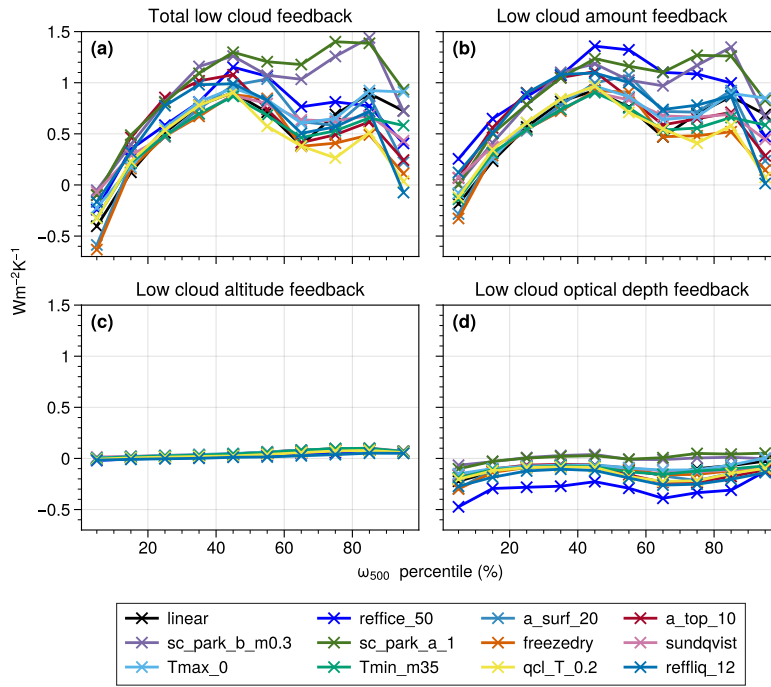 Total low cloud feedback
Low cloud amount feedback
(a)
(b)
1.5
1
0.5
0
−0.5
Wm⁻²K⁻¹
Low cloud altitude feedback
Low cloud optical depth feedback
(c)
(d)
1.5
1
0.5
0
−0.5
20 40 60 80
20 40 60 80
ω₅₀₀ percentile (%)
linear reffice_50 a_surf_20 a_top_10
sc_park_b_m0.3 sc_park_a_1 freezedry sundqvist
Tmax_0 Tmin_m35 qcl_T_0.2 reffliq_12